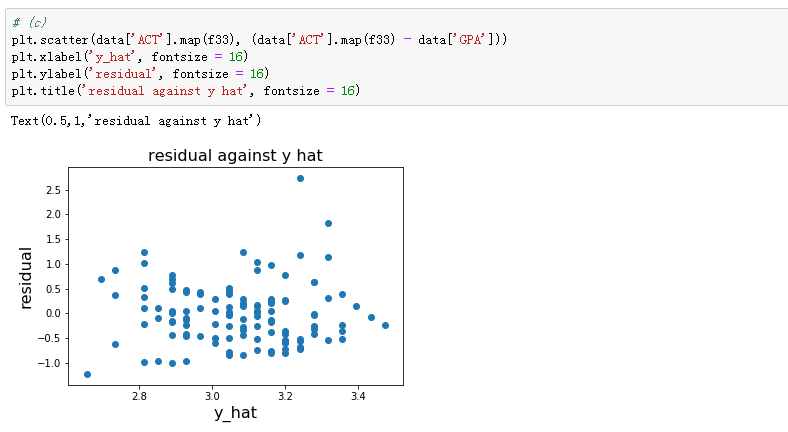 # (c)
plt.scatter(data['ACT'].map(f33), (data['ACT'].map(f33) - data['GPA']))
plt.xlabel('y_hat', fontsize = 16)
plt.ylabel('residual', fontsize = 16)
plt.title('residual against y hat', fontsize = 16)
Text(0.5,1,'residual against y hat')
residual against y hat
2.5
2.0
1.5
1.0
0.5
0.0
-0.5
-1.0
residual
2.8 3.0 3.2 3.4
y_hat